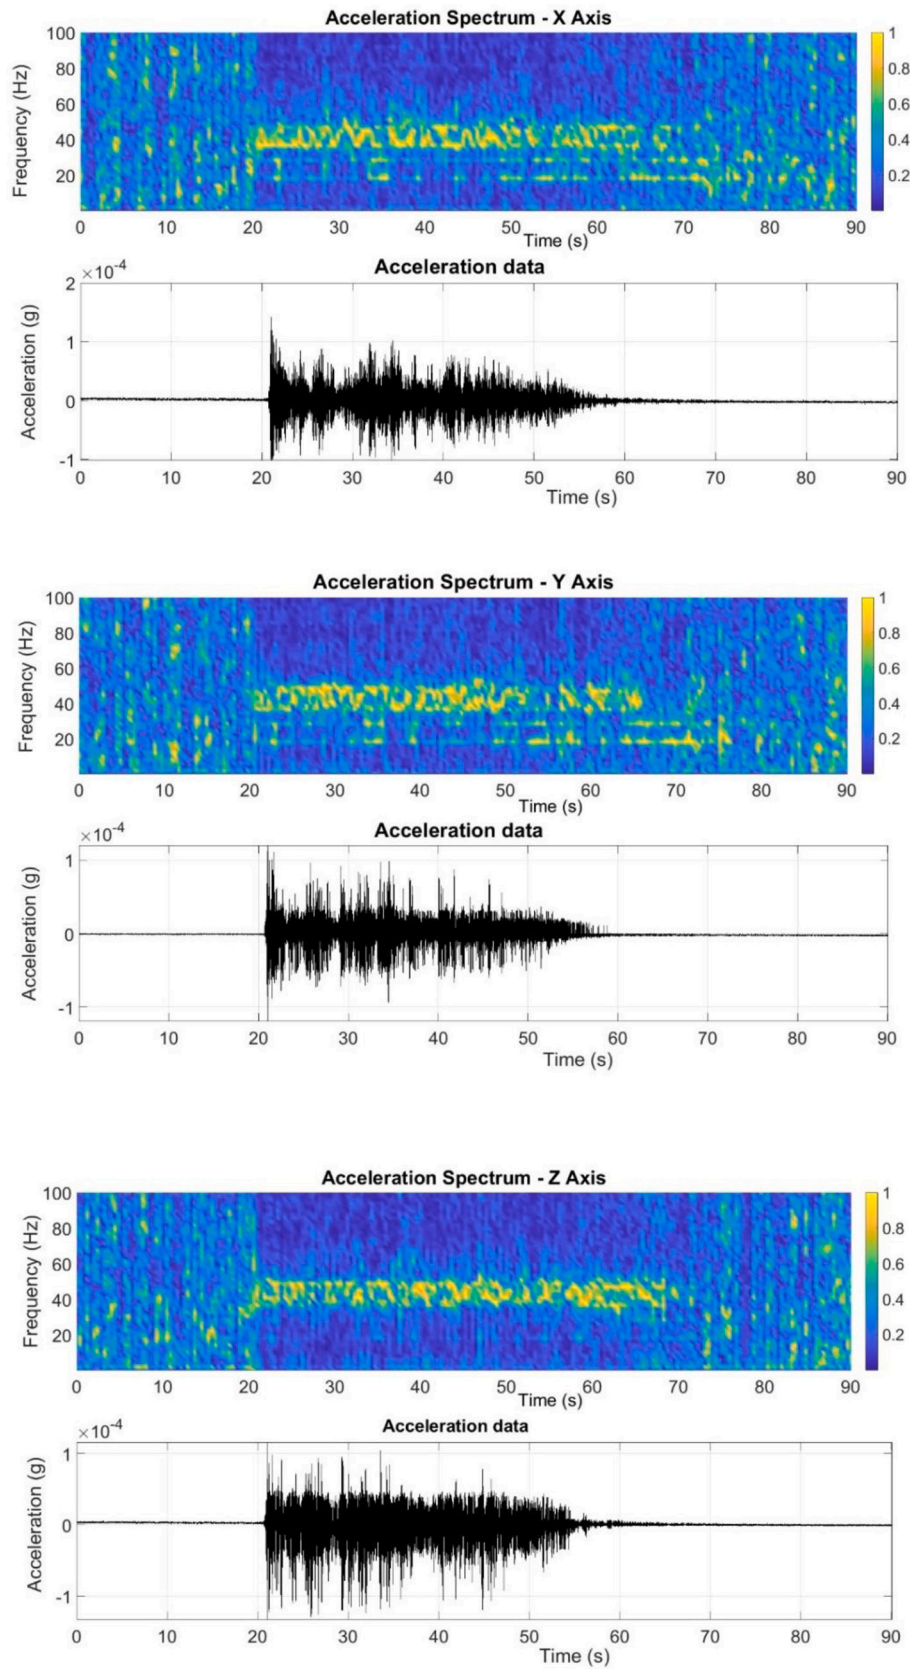 Acceleration Spectrum - X Axis
100
80
60
40
20
Frequency (Hz)
0 10 20 30 40 50 60 70 80 90
Time (s)
1
0.8
0.6
0.4
0.2
Acceleration data
×10-4
2
1
0
-1
Acceleration (g)
0 10 20 30 40 50 60 70 80 90
Time (s)
Acceleration Spectrum - Y Axis
100
80
60
40
20
Frequency (Hz)
0 10 20 30 40 50 60 70 80 90
Time (s)
1
0.8
0.6
0.4
0.2
Acceleration data
×10-4
1
0
-1
Acceleration (g)
0 10 20 30 40 50 60 70 80 90
Time (s)
Acceleration Spectrum - Z Axis
100
80
60
40
20
Frequency (Hz)
0 10 20 30 40 50 60 70 80 90
Time (s)
1
0.8
0.6
0.4
0.2
Acceleration data
×10-4
1
0
-1
Acceleration (g)
0 10 20 30 40 50 60 70 80 90
Time (s)